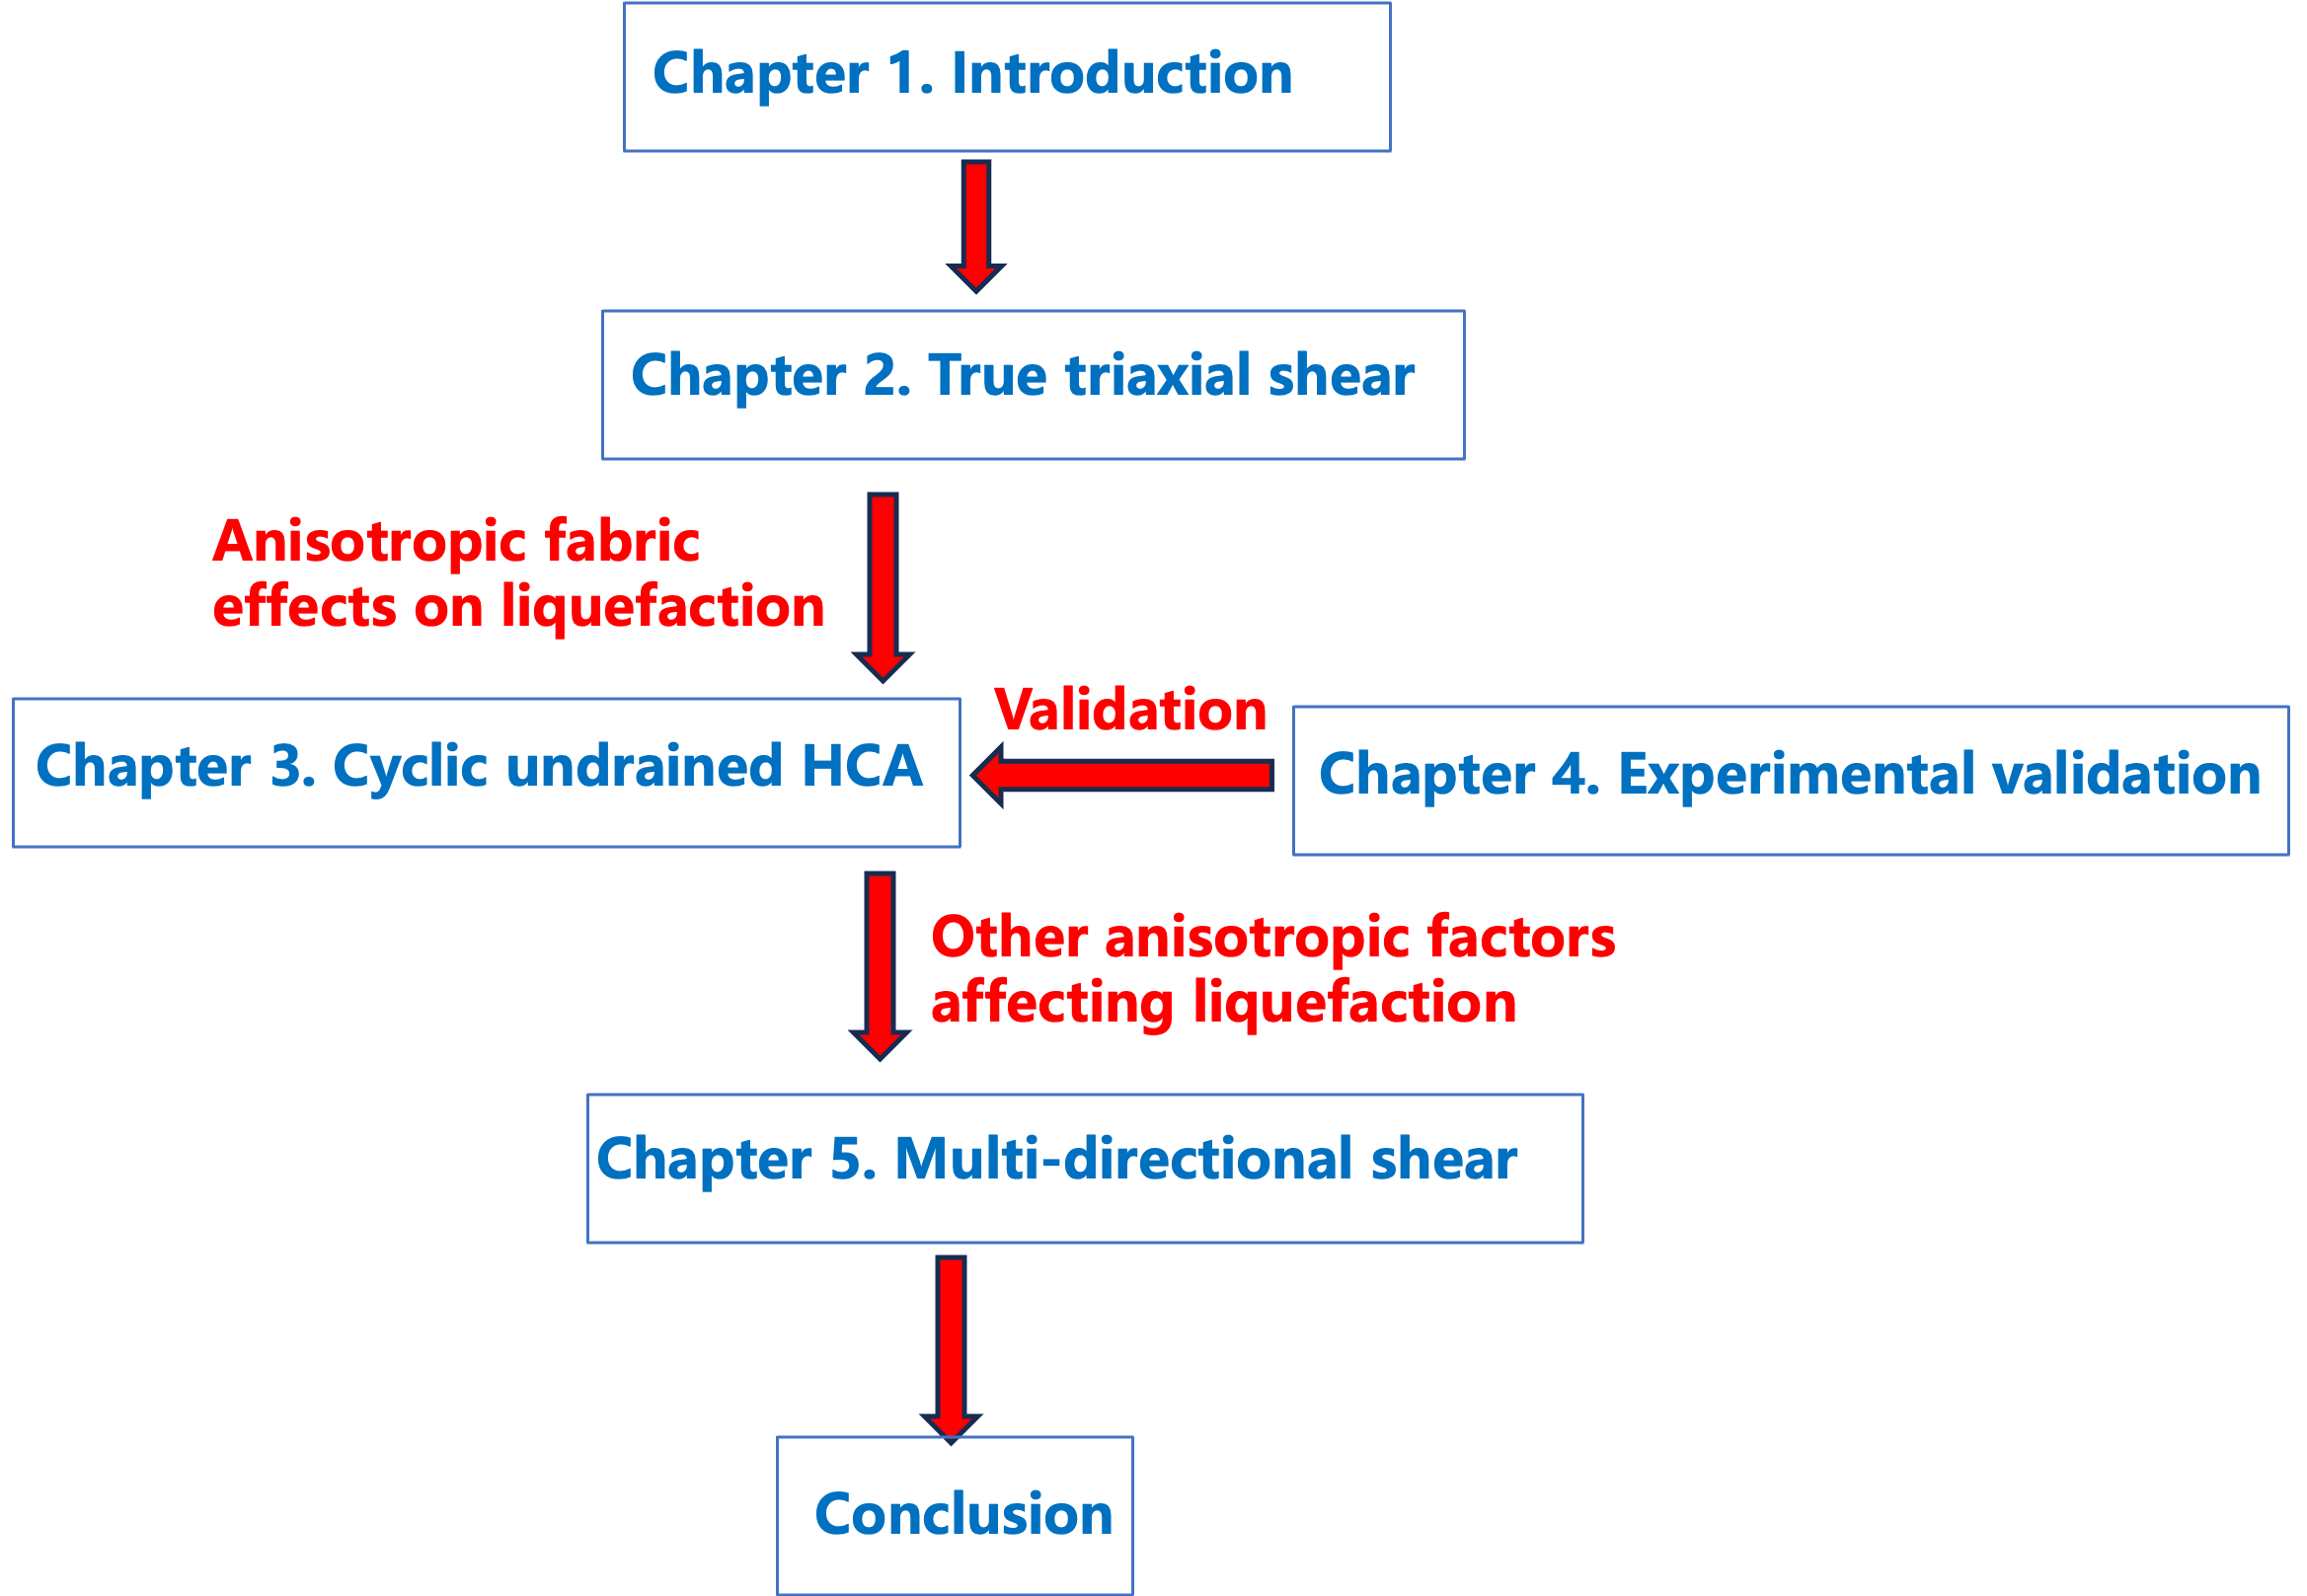 Chapter 1. Introduction
Chapter 2. True triaxial shear
Anisotropic fabric
effects on liquefaction
Validation
Chapter 3. Cyclic undrained HCA
Chapter 4. Experimental validation
Other anisotropic factors
affecting liquefaction
Chapter 5. Multi-directional shear
Conclusion